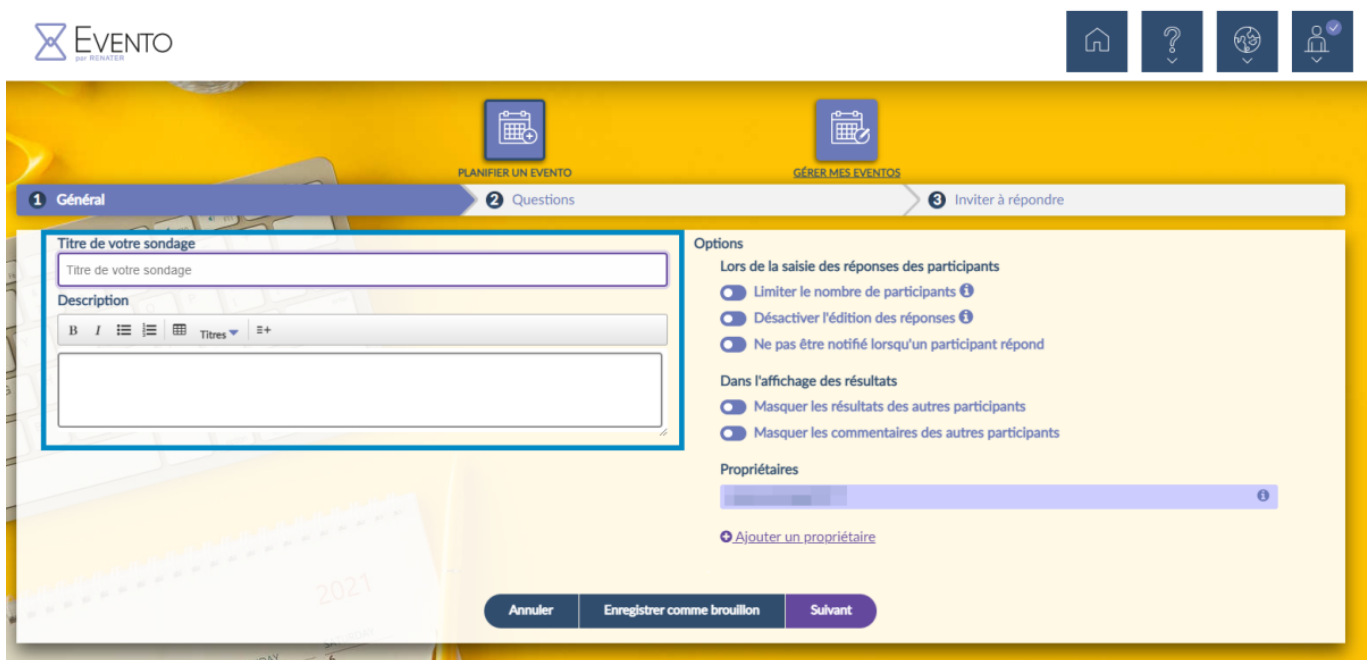 EVENTO
par RENATER
PLANIFIER UN EVENTO
GÉRER MES EVENTOS
1 Général
2 Questions
3 Inviter à répondre
Titre de votre sondage
Titre de votre sondage
Description
B I Titres
Options
Lors de la saisie des réponses des participants
Limiter le nombre de participants
Désactiver l'édition des réponses
Ne pas être notifié lorsqu'un participant répond
Dans l'affichage des résultats
Masquer les résultats des autres participants
Masquer les commentaires des autres participants
Propriétaires
Ajouter un propriétaire
2021
Annuler
Enregistrer comme brouillon
Suivant
SATURDAY
6